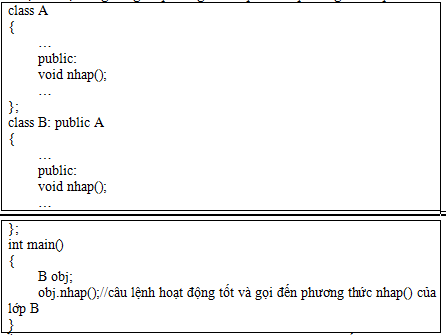 class A
{
…
public:
void nhap();
…
};
class B: public A
{
…
public:
void nhap();
…
};
int main()
{
B obj;
obj.nhap();//câu lệnh hoạt động tốt và gọi đến phương thức nhap() của
lớp B
}